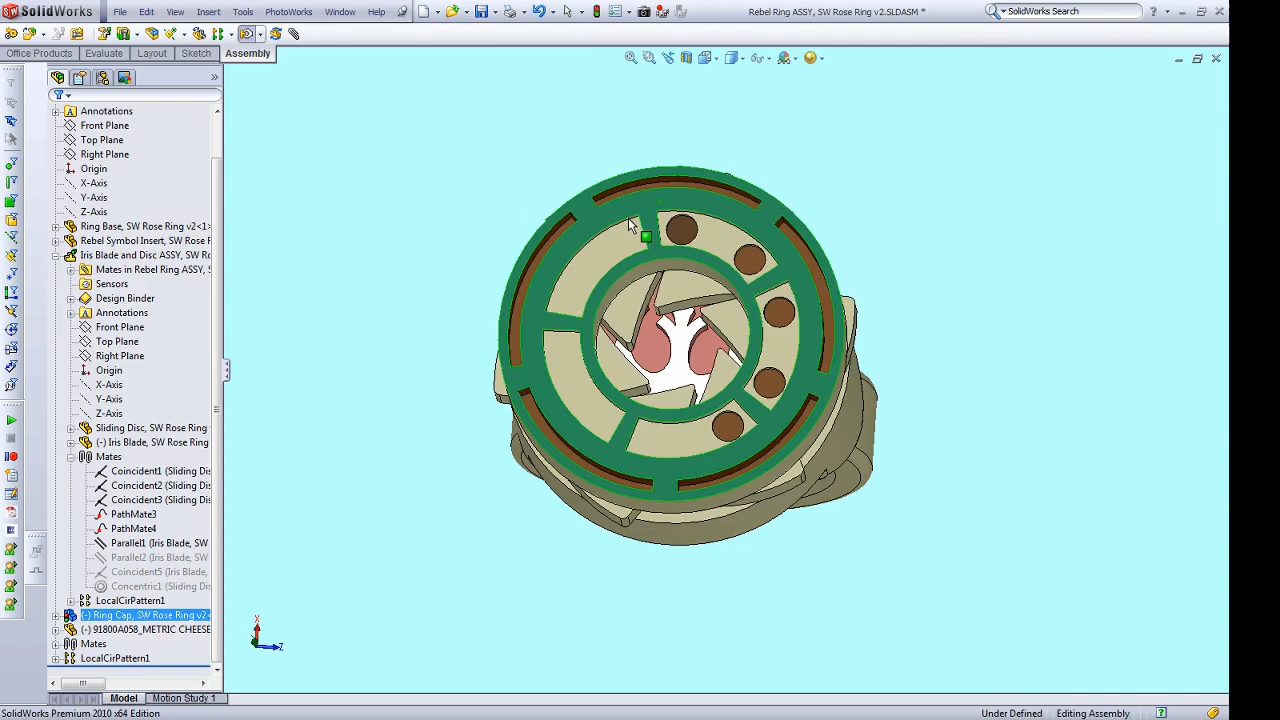 SolidWorks File Edit View Insert Tools PhotoWorks Window Help Rebel Ring ASSY, SW Rose Ring v2.SLDASM * SolidWorks Search
Office Products Evaluate Layout Sketch Assembly
Annotations
Front Plane
Top Plane
Right Plane
Origin
X-Axis
Y-Axis
Z-Axis
Ring Base, SW Rose Ring v2<1>
Rebel Symbol Insert, SW Rose
Iris Blade and Disc ASSY, SW R
Mates in Rebel Ring ASSY, S
Sensors
Design Binder
Annotations
Front Plane
Top Plane
Right Plane
Origin
X-Axis
Y-Axis
Z-Axis
Sliding Disc, SW Rose Ring
(-) Iris Blade, SW Rose Ring
Mates
Coincident1 (Sliding Dis
Coincident2 (Sliding Dis
Coincident3 (Sliding Dis
PathMate3
PathMate4
Parallel1 (Iris Blade, SW
Parallel2 (Iris Blade, SW
Coincident5 (Iris Blade,
Concentric1 (Sliding Dis
LocalCirPattern1
(-) Ring Cap, SW Rose Ring v2<
(-) 91800A058_METRIC CHEESE
Mates
LocalCirPattern1
X
Z
Model Motion Study 1
SolidWorks Premium 2010 x64 Edition Under Defined Editing Assembly